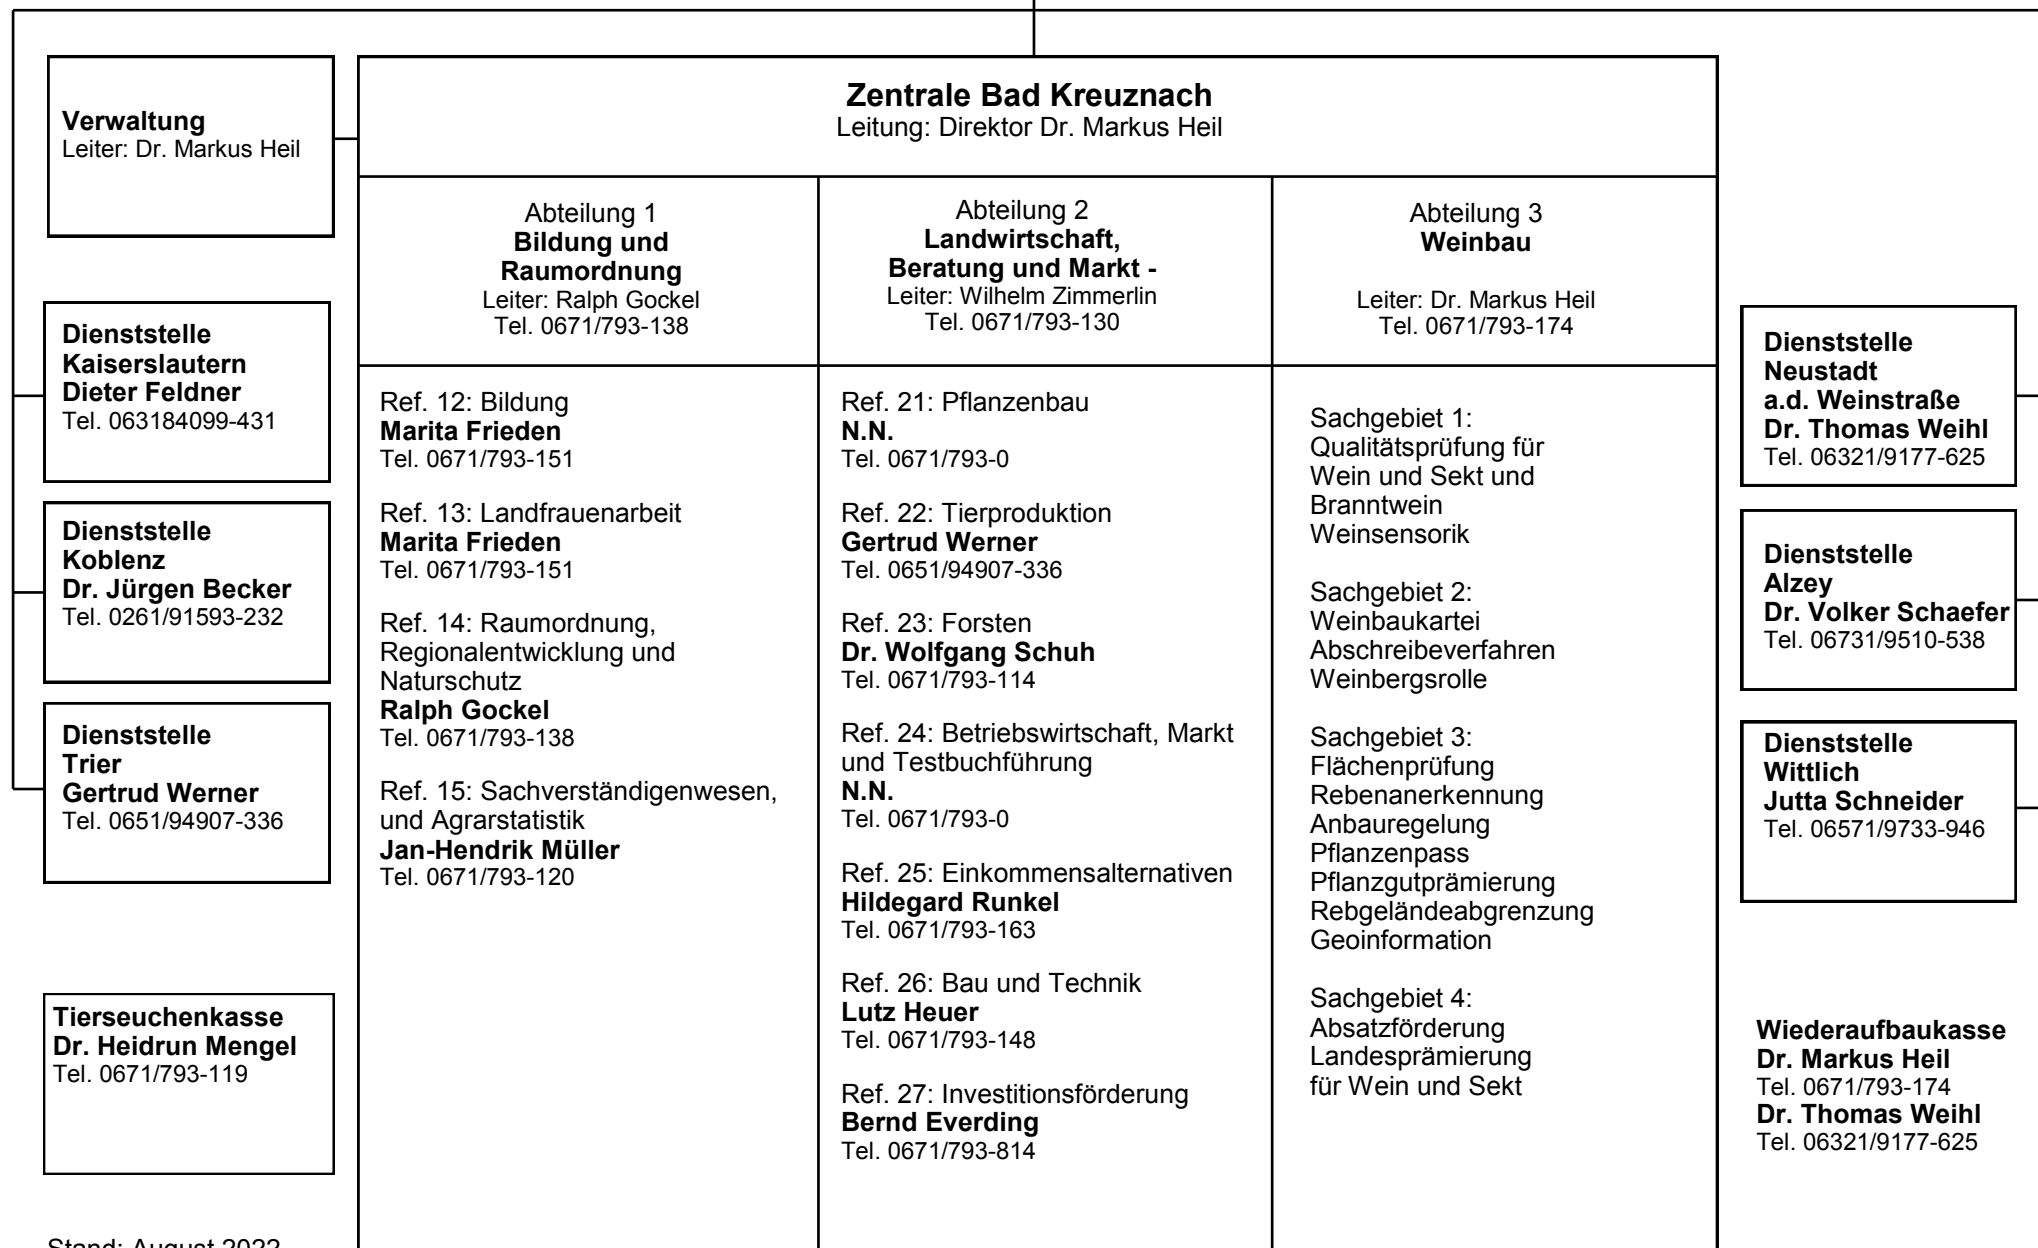 Verwaltung
Leiter: Dr. Markus Heil
Zentrale Bad Kreuznach
Leitung: Direktor Dr. Markus Heil
Abteilung 1
Bildung und
Raumordnung
Leiter: Ralph Gockel
Tel. 0671/793-138
Abteilung 2
Landwirtschaft,
Beratung und Markt -
Leiter: Wilhelm Zimmerlin
Tel. 0671/793-130
Abteilung 3
Weinbau
Leiter: Dr. Markus Heil
Tel. 0671/793-174
Dienststelle
Kaiserslautern
Dieter Feldner
Tel. 063184099-431
Dienststelle
Koblenz
Dr. Jürgen Becker
Tel. 0261/91593-232
Dienststelle
Trier
Gertrud Werner
Tel. 0651/94907-336
Tierseuchenkasse
Dr. Heidrun Mengel
Tel. 0671/793-119
Ref. 12: Bildung
Marita Frieden
Tel. 0671/793-151
Ref. 13: Landfrauenarbeit
Marita Frieden
Tel. 0671/793-151
Ref. 14: Raumordnung,
Regionalentwicklung und
Naturschutz
Ralph Gockel
Tel. 0671/793-138
Ref. 15: Sachverständigenwesen,
und Agrarstatistik
Jan-Hendrik Müller
Tel. 0671/793-120
Ref. 21: Pflanzenbau
N.N.
Tel. 0671/793-0
Ref. 22: Tierproduktion
Gertrud Werner
Tel. 0651/94907-336
Ref. 23: Forsten
Dr. Wolfgang Schuh
Tel. 0671/793-114
Ref. 24: Betriebswirtschaft, Markt
und Testbuchführung
N.N.
Tel. 0671/793-0
Ref. 25: Einkommensalternativen
Hildegard Runkel
Tel. 0671/793-163
Ref. 26: Bau und Technik
Lutz Heuer
Tel. 0671/793-148
Ref. 27: Investitionsförderung
Bernd Everding
Tel. 0671/793-814
Sachgebiet 1:
Qualitätsprüfung für
Wein und Sekt und
Branntwein
Weinsensorik
Sachgebiet 2:
Weinbaukartei
Abschreibeverfahren
Weinbergsrolle
Sachgebiet 3:
Flächenprüfung
Rebenanerkennung
Anbauregelung
Pflanzenpass
Pflanzgutprämierung
Rebgeländeabgrenzung
Geoinformation
Sachgebiet 4:
Absatzförderung
Landesprämierung
für Wein und Sekt
Dienststelle
Neustadt
a.d. Weinstraße
Dr. Thomas Weihl
Tel. 06321/9177-625
Dienststelle
Alzey
Dr. Volker Schaefer
Tel. 06731/9510-538
Dienststelle
Wittlich
Jutta Schneider
Tel. 06571/9733-946
Wiederaufbaukasse
Dr. Markus Heil
Tel. 0671/793-174
Dr. Thomas Weihl
Tel. 06321/9177-625
Stand: August 2022